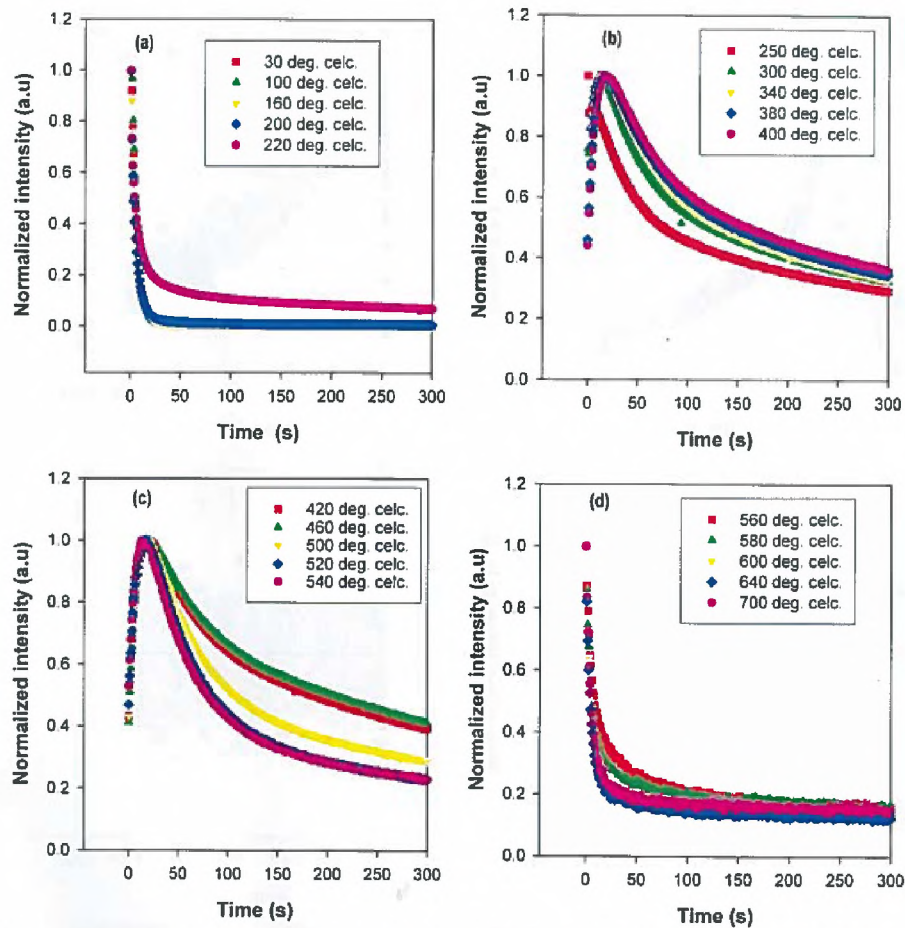 (a)
30 deg. celc.
100 deg. celc.
160 deg. celc.
200 deg. celc.
220 deg. celc.
Normalized intensity (a.u)
1.2
1.0
0.8
0.6
0.4
0.2
0.0
0 50 100 150 200 250 300
Time (s)
(b)
250 deg. celc.
300 deg. celc.
340 deg. celc.
380 deg. celc.
400 deg. celc.
Normalized intensity (a.u)
1.2
1.0
0.8
0.6
0.4
0.2
0.0
0 50 100 150 200 250 300
Time (s)
(c)
420 deg. celc.
460 deg. celc.
500 deg. celc.
520 deg. celc.
540 deg. celc.
Normalized intensity (a.u)
1.2
1.0
0.8
0.6
0.4
0.2
0.0
0 50 100 150 200 250 300
Time (s)
(d)
560 deg. celc.
580 deg. celc.
600 deg. celc.
640 deg. celc.
700 deg. celc.
Normalized intensity (a.u)
1.2
1.0
0.8
0.6
0.4
0.2
0.0
0 50 100 150 200 250 300
Time (s)